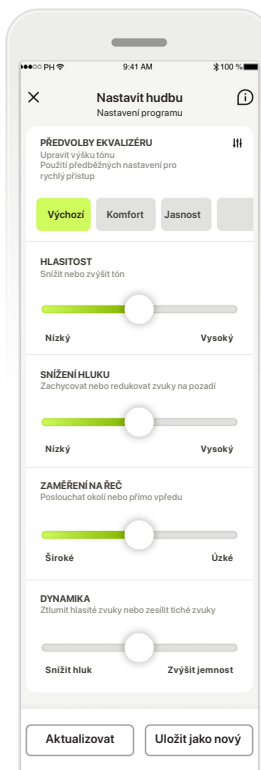 PH 9:41 AM 100 %
Nastavit hudbu
Nastavení programu
PŘEDVOLBY EKVALIZÉRU
Upravit výšku
tónu
Použití předběžných nastavení pro
rychlý přístup
Výchozí Komfort Jasnost
HLASITOST
Snížit nebo zvýšit tón
Nízký Vysoký
SNÍŽENÍ HLUKU
Zachycovat nebo redukovat zvuky na pozadí
Nízký Vysoký
ZAMĚŘENÍ NA ŘEČ
Poslouchat okolí nebo přímo vpředu
Široké Úzké
DYNAMIKA
Ztlumit hlasité zvuky nebo zesílit tiché zvuky
Snížit hluk Zvýšit jemnost
Aktualizovat Uložit jako nový